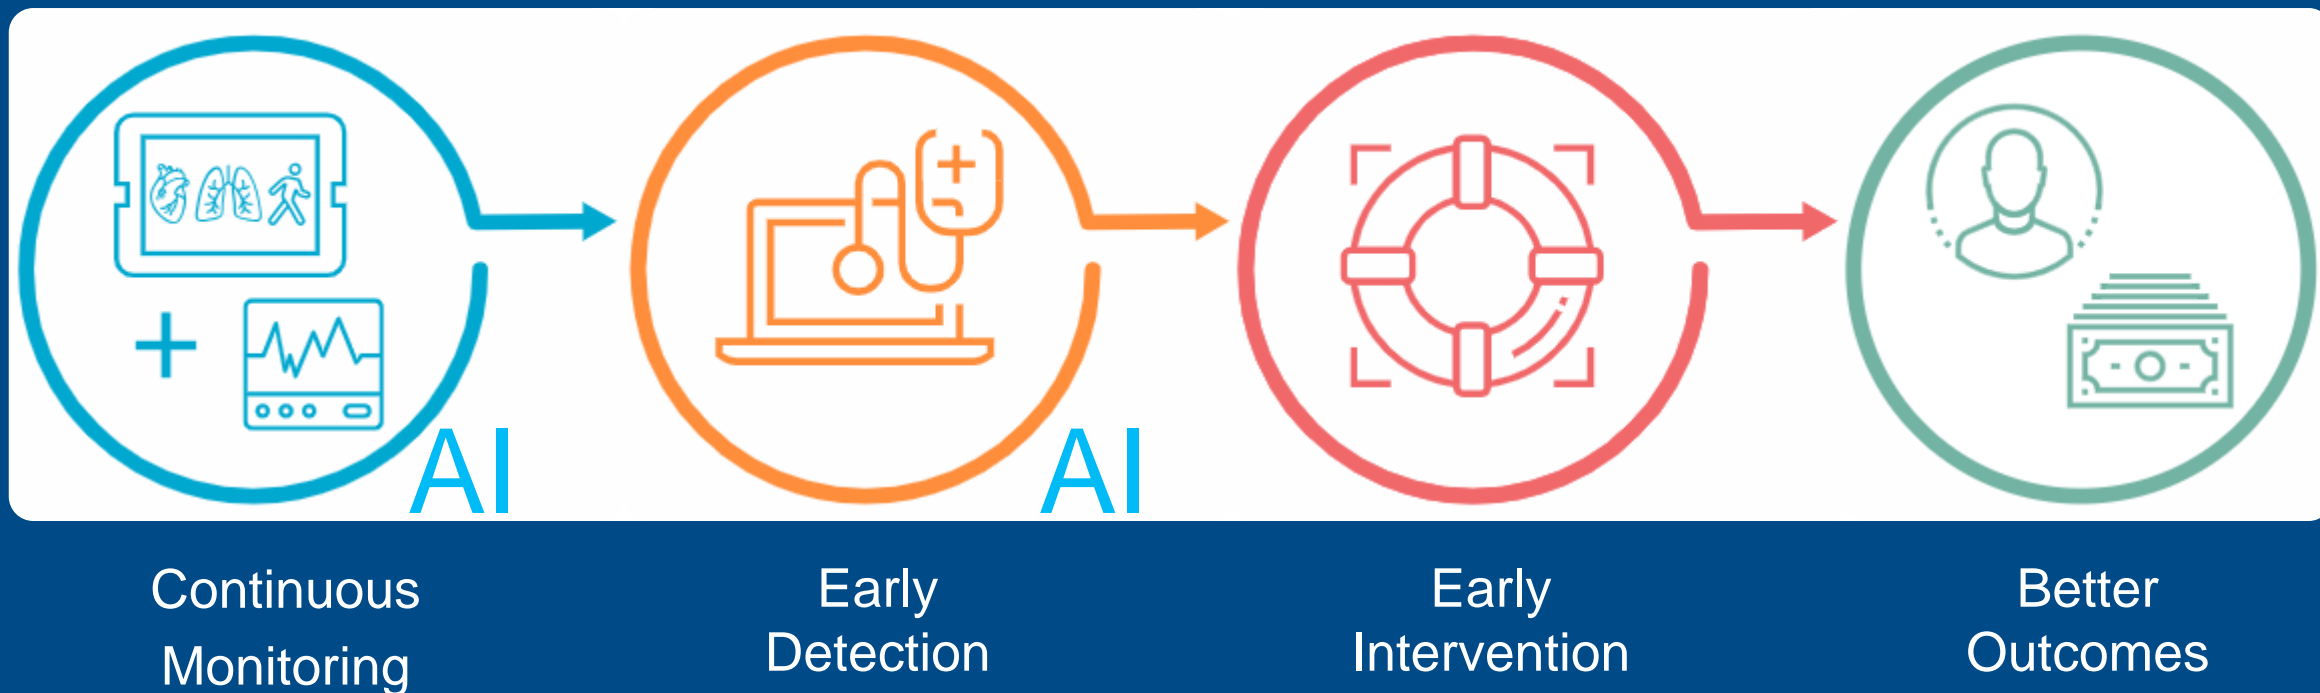 AI
AI
Continuous
Monitoring
Early
Detection
Early
Intervention
Better
Outcomes